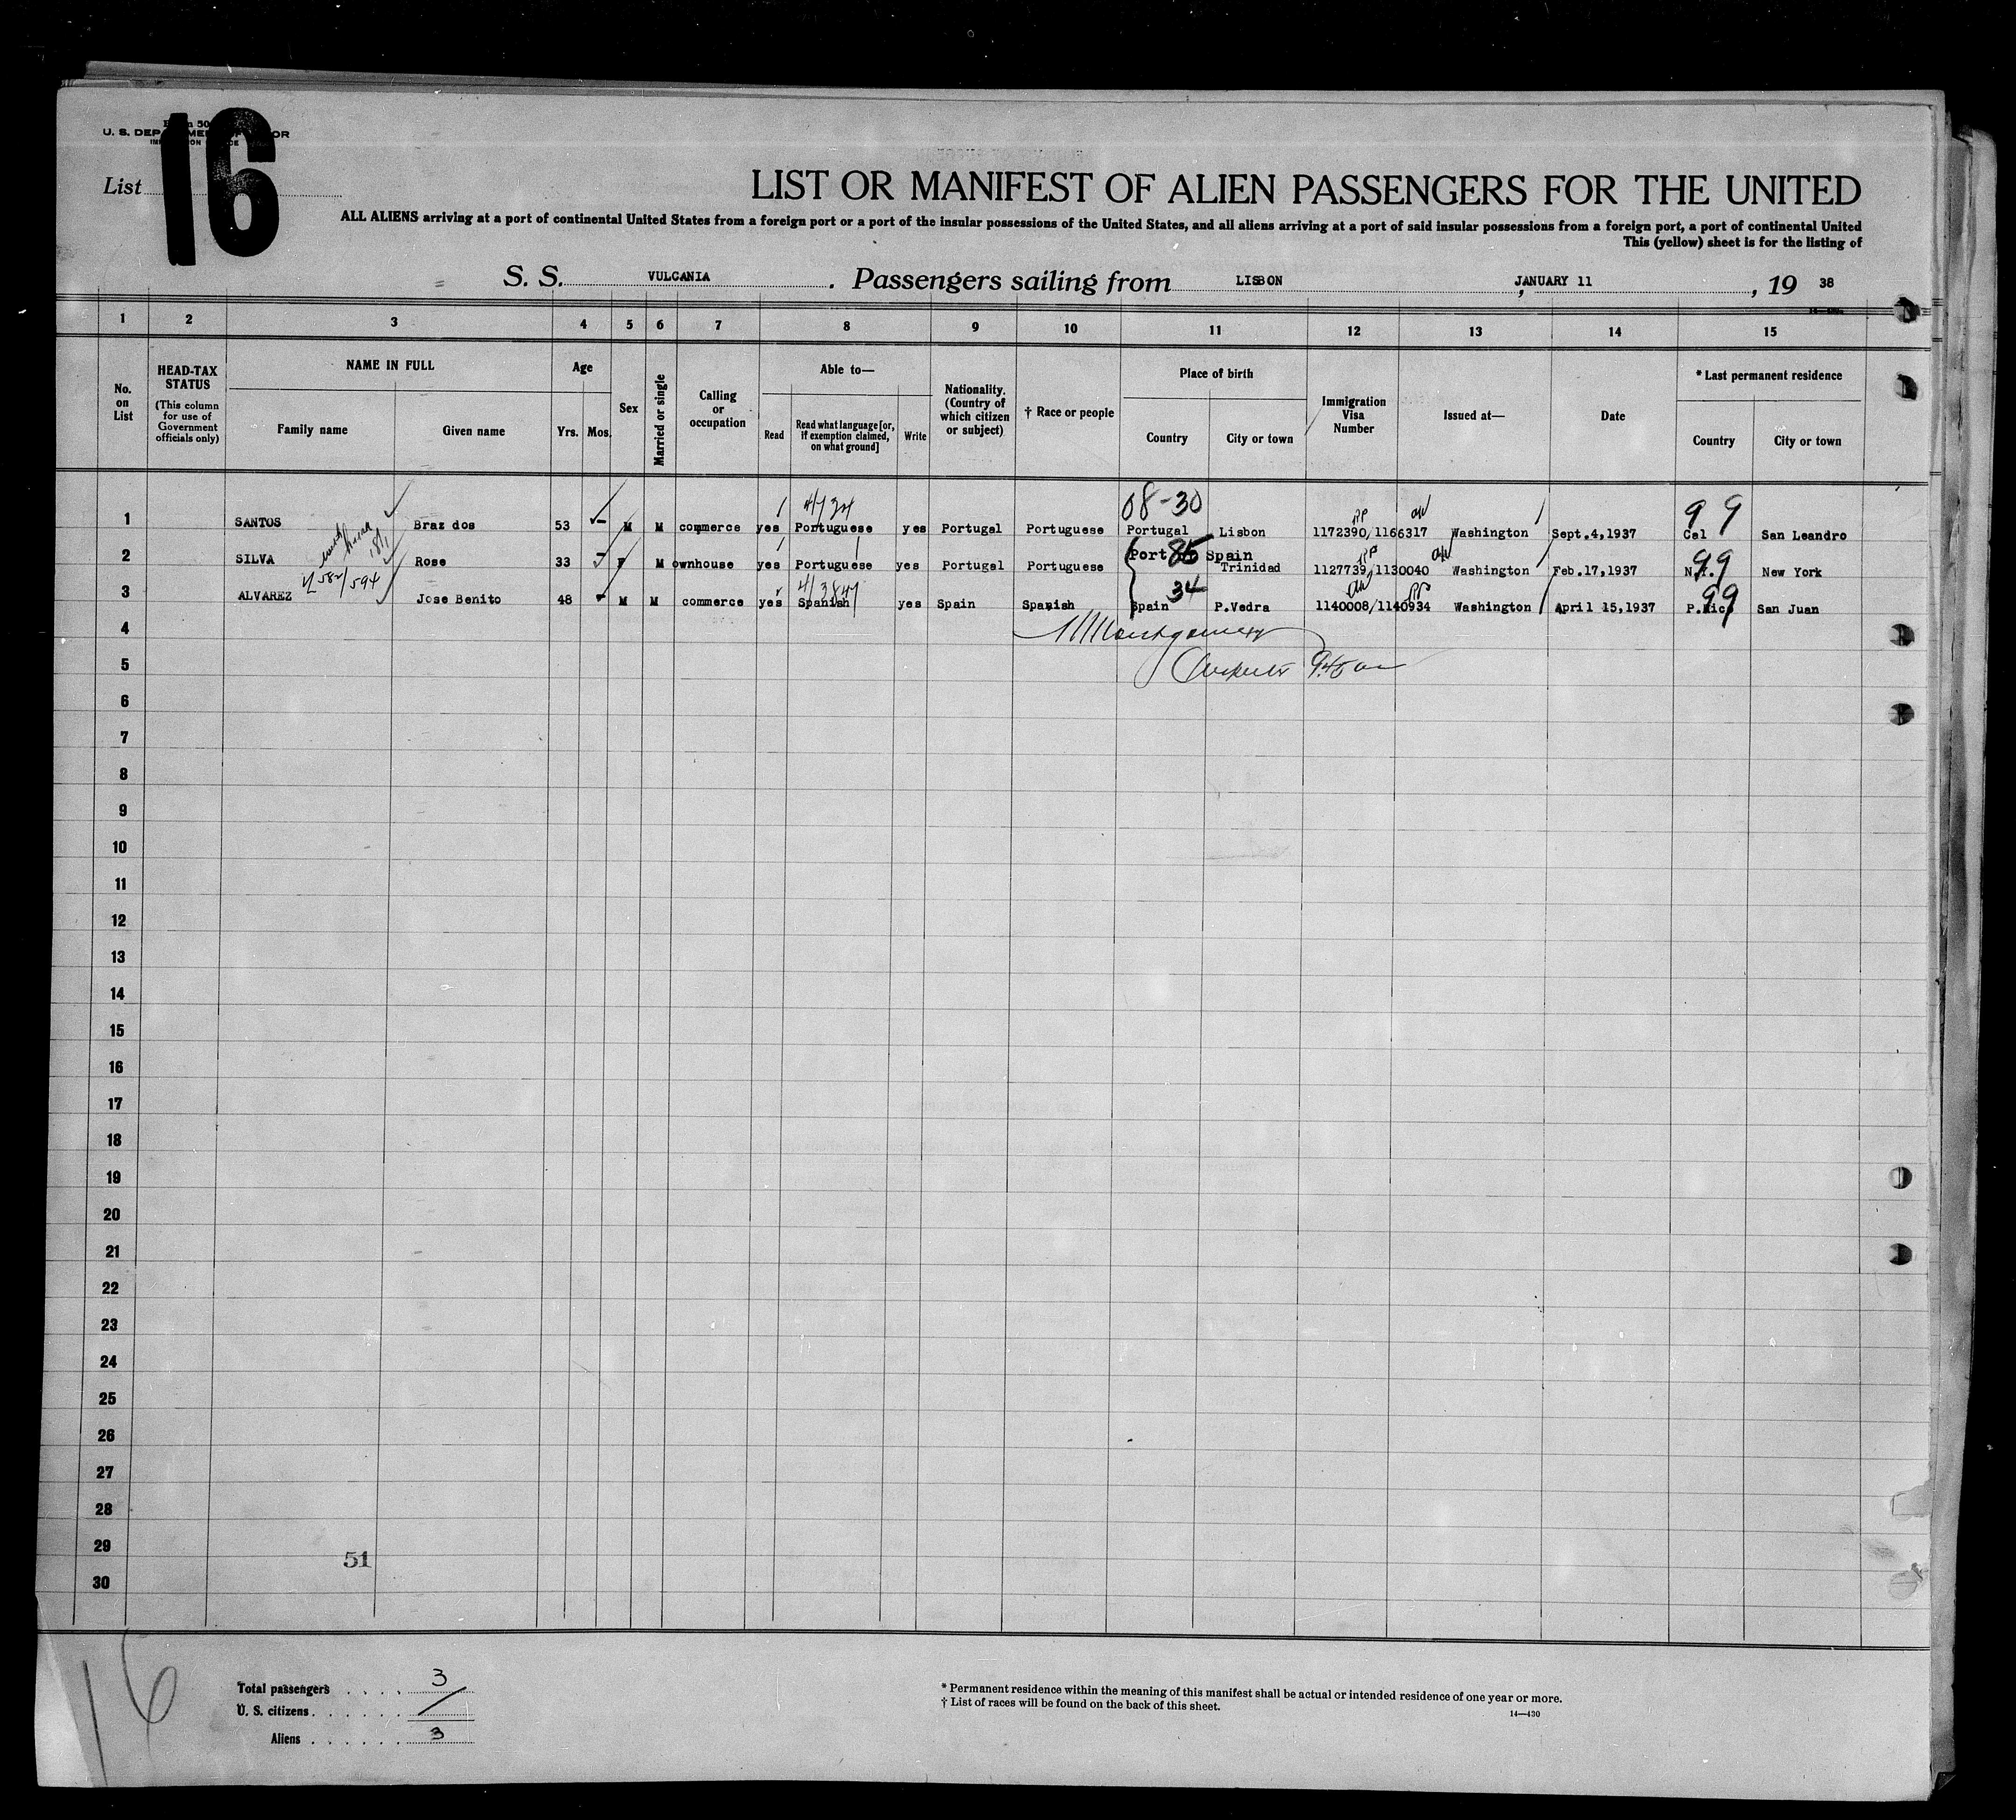 16
U. S. DEP
List
LIST OR MANIFEST OF ALIEN PASSENGERS FOR THE UNITED
ALL ALIENS arriving at a port of continental United States from a foreign port or a port of the insular possessions of the United States, and all aliens arriving at a port of said insular possessions from a foreign port, a port of continental United
This (yellow) sheet is for the listing of
S. S. VULCANIA. Passengers sailing from LISBON, JANUARY 11, 19 38
1 2 3 4 5 6 7 8 9 10 11 12 13 14 15
No. on List
HEAD-TAX STATUS
(This column for use of Government officials only)
NAME IN FULL
Family name
Given name
Age
Yrs. Mos.
Sex
Married or single
Calling or occupation
Able to—
Read
Read what language [or, if exemption claimed, on what ground]
Write
Nationality. (Country of which citizen or subject)
† Race or people
Place of birth
Country
City or town
Immigration Visa Number
Issued at—
Date
* Last permanent residence
Country
City or town
08-30
99
1 SANTOS Braz dos 53 M M commerce yes Portuguese yes Portugal Portuguese Portugal Lisbon 1172390/1166317 Washington Sept.4,1937 Cal San Leandro
Port Spain
85
99
2 SILVA Rose 33 F M ownhouse yes Portuguese yes Portugal Portuguese Trinidad 1127739/1130040 Washington Feb.17,1937 N.Y. New York
34
99
3 ALVAREZ Jose Benito 48 M M commerce yes Spanish yes Spain Spanish Spain P.Vedra 1140008/1140934 Washington April 15,1937 P.Rico San Juan
4
5
6
7
8
9
10
11
12
13
14
15
16
17
18
19
20
21
22
23
24
25
26
27
28
29
51
30
16
Total passengers . . . . 3
U. S. citizens . . . . . .
Aliens . . . . . . 3
* Permanent residence within the meaning of this manifest shall be actual or intended residence of one year or more.
† List of races will be found on the back of this sheet.
14—430